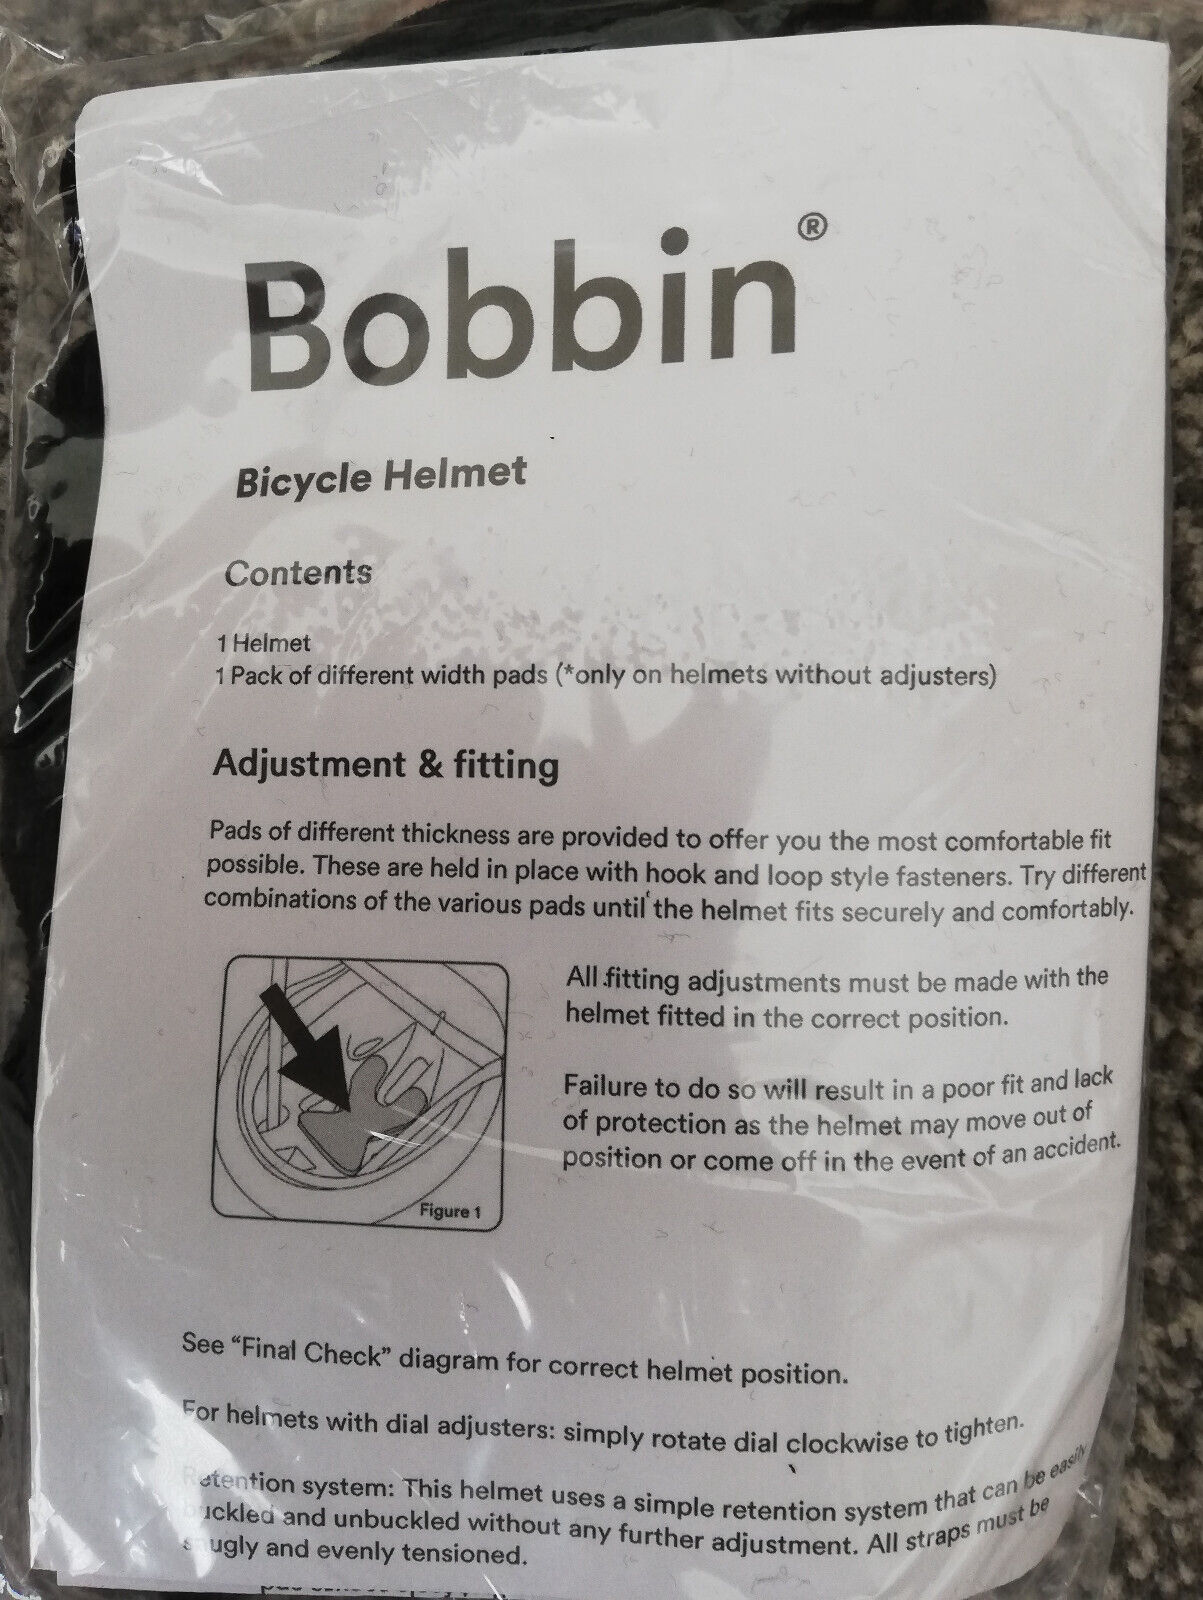 Bobbin®
Bicycle Helmet
Contents
1 Helmet
1 Pack of different width pads (*only on helmets without adjusters)
Adjustment & fitting
Pads of different thickness are provided to offer you the most comfortable fit
possible. These are held in place with hook and loop style fasteners. Try different
combinations of the various pads until the helmet fits securely and comfortably.
All fitting adjustments must be made with the
helmet fitted in the correct position.
Failure to do so will result in a poor fit and lack
of protection as the helmet may move out of
position or come off in the event of an accident.
Figure 1
See “Final Check” diagram for correct helmet position.
For helmets with dial adjusters: simply rotate dial clockwise to tighten.
Retention system: This helmet uses a simple retention system that can be easily
buckled and unbuckled without any further adjustment. All straps must be
snugly and evenly tensioned.